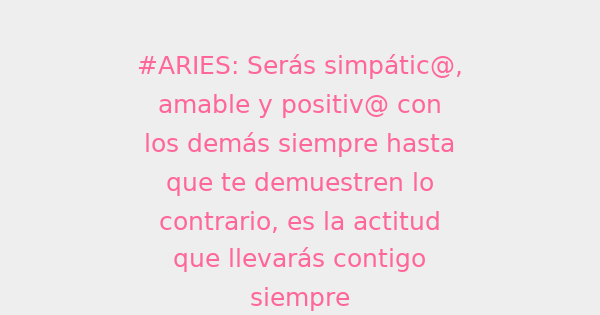 #ARIES: Serás simpátic@,
amable y positiv@ con
los demás siempre hasta
que te demuestren lo
contrario, es la actitud
que llevarás contigo
siempre